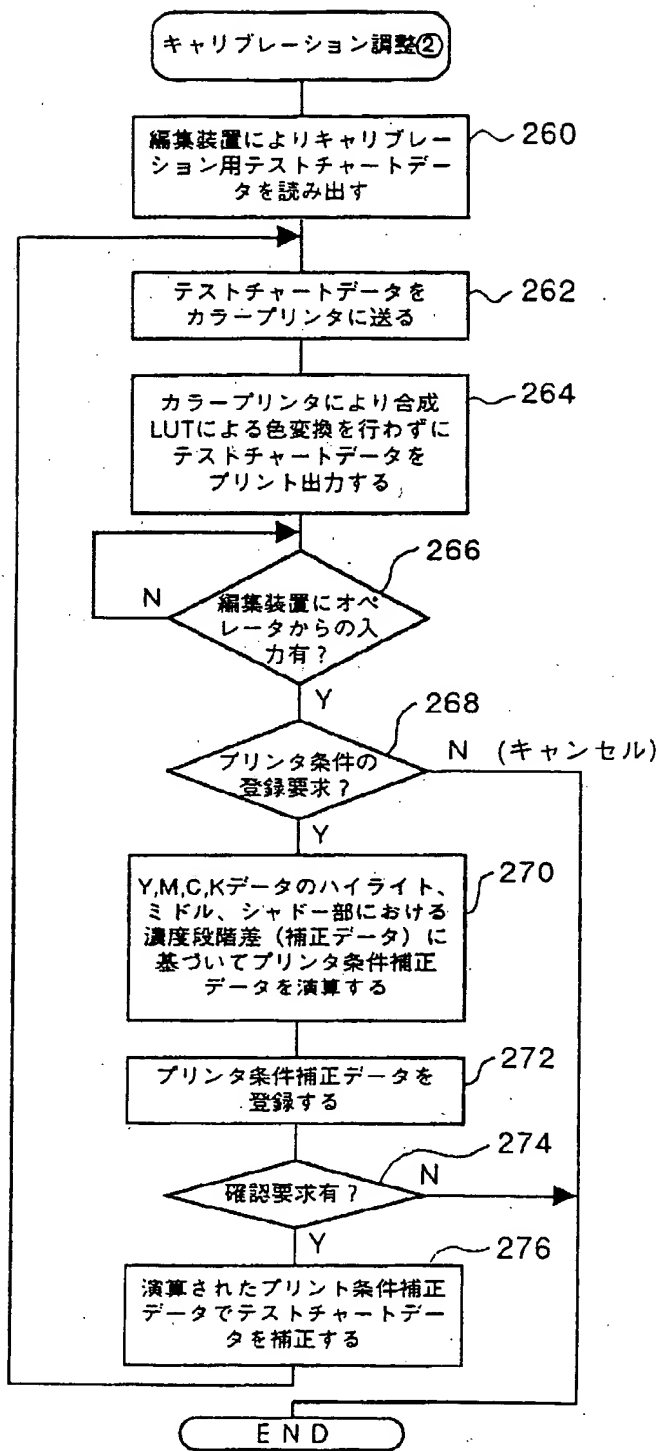 キャリブレーション調整②
編集装置によりキャリブレー
ション用テストチャートデー
タを読み出す
260
テストチャートデータを
カラープリンタに送る
262
カラープリンタにより合成
LUTによる色変換を行わずに
テストチャートデータを
プリント出力する
264
266
N
編集装置にオペ
レータからの入
力有?
Y
268
N (キャンセル)
プリンタ条件の
登録要求?
Y
Y,M,C,Kデータのハイライト、
ミドル、シャドー部における
濃度段階差(補正データ)に
基づいてプリンタ条件補正
データを演算する
270
プリンタ条件補正データを
登録する
272
274
確認要求有?
N
Y
276
演算されたプリント条件補正
データでテストチャートデー
タを補正する
END